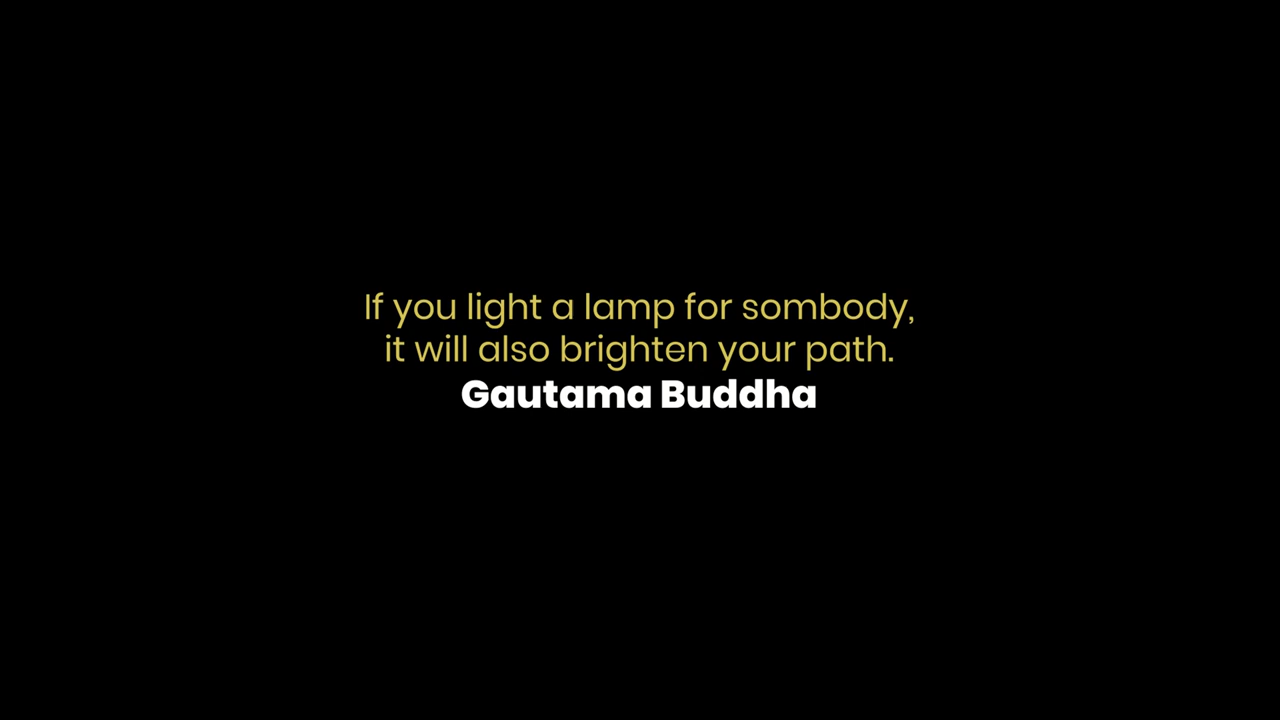 If you light a lamp for sombody,
it will also brighten your path.
Gautama Buddha